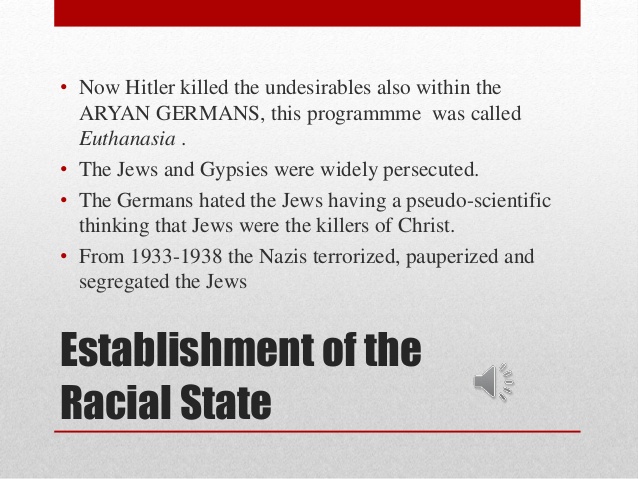 • Now Hitler killed the undesirables also within the
ARYAN GERMANS, this programmme was called
Euthanasia .
• The Jews and Gypsies were widely persecuted.
• The Germans hated the Jews having a pseudo-scientific
thinking that Jews were the killers of Christ.
• From 1933-1938 the Nazis terrorized, pauperized and
segregated the Jews
Establishment of the
Racial State